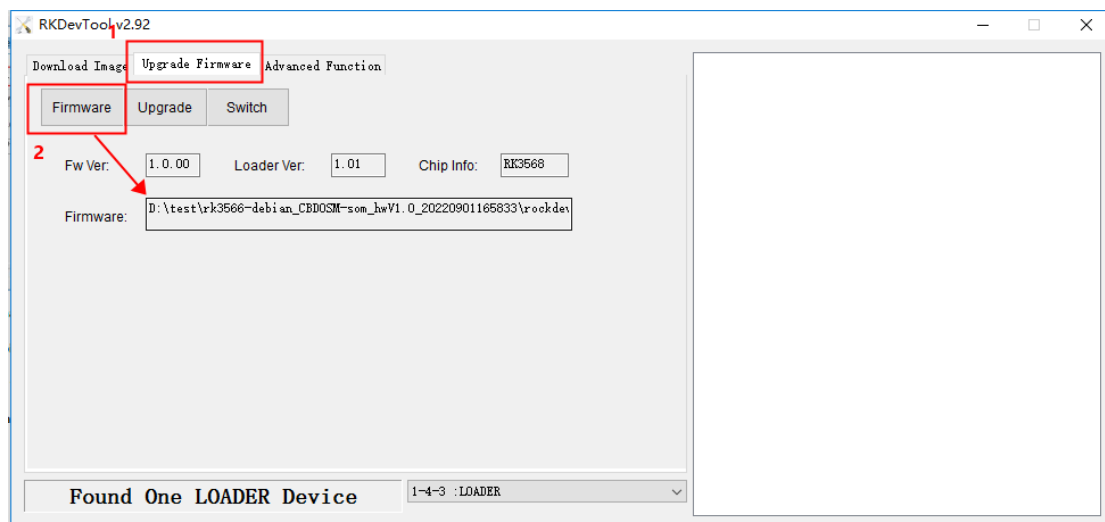 RKDevTool v2.92
1
Download Image Upgrade Firmware Advanced Function
Firmware Upgrade Switch
2
Fw Ver: 1.0.00 Loader Ver: 1.01 Chip Info: RK3568
Firmware: D:\test\rk3566-debian_CBDOSM-som_hwV1.0_20220901165833\rockdev
Found One LOADER Device 1-4-3 :LOADER